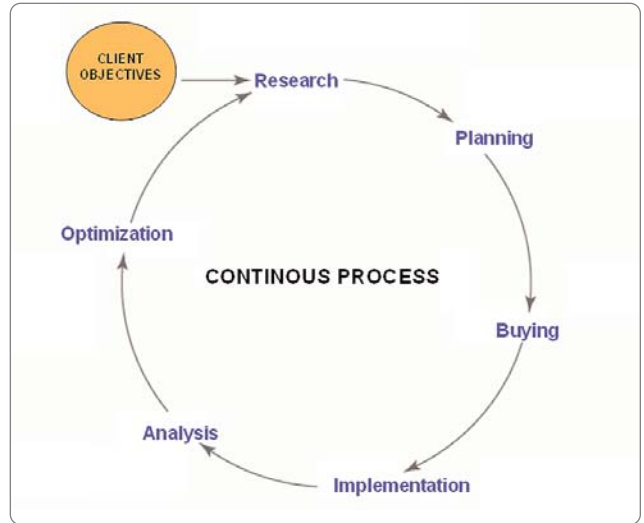 CLIENT
OBJECTIVES
Research
Planning
Buying
Implementation
Analysis
Optimization
CONTINOUS PROCESS